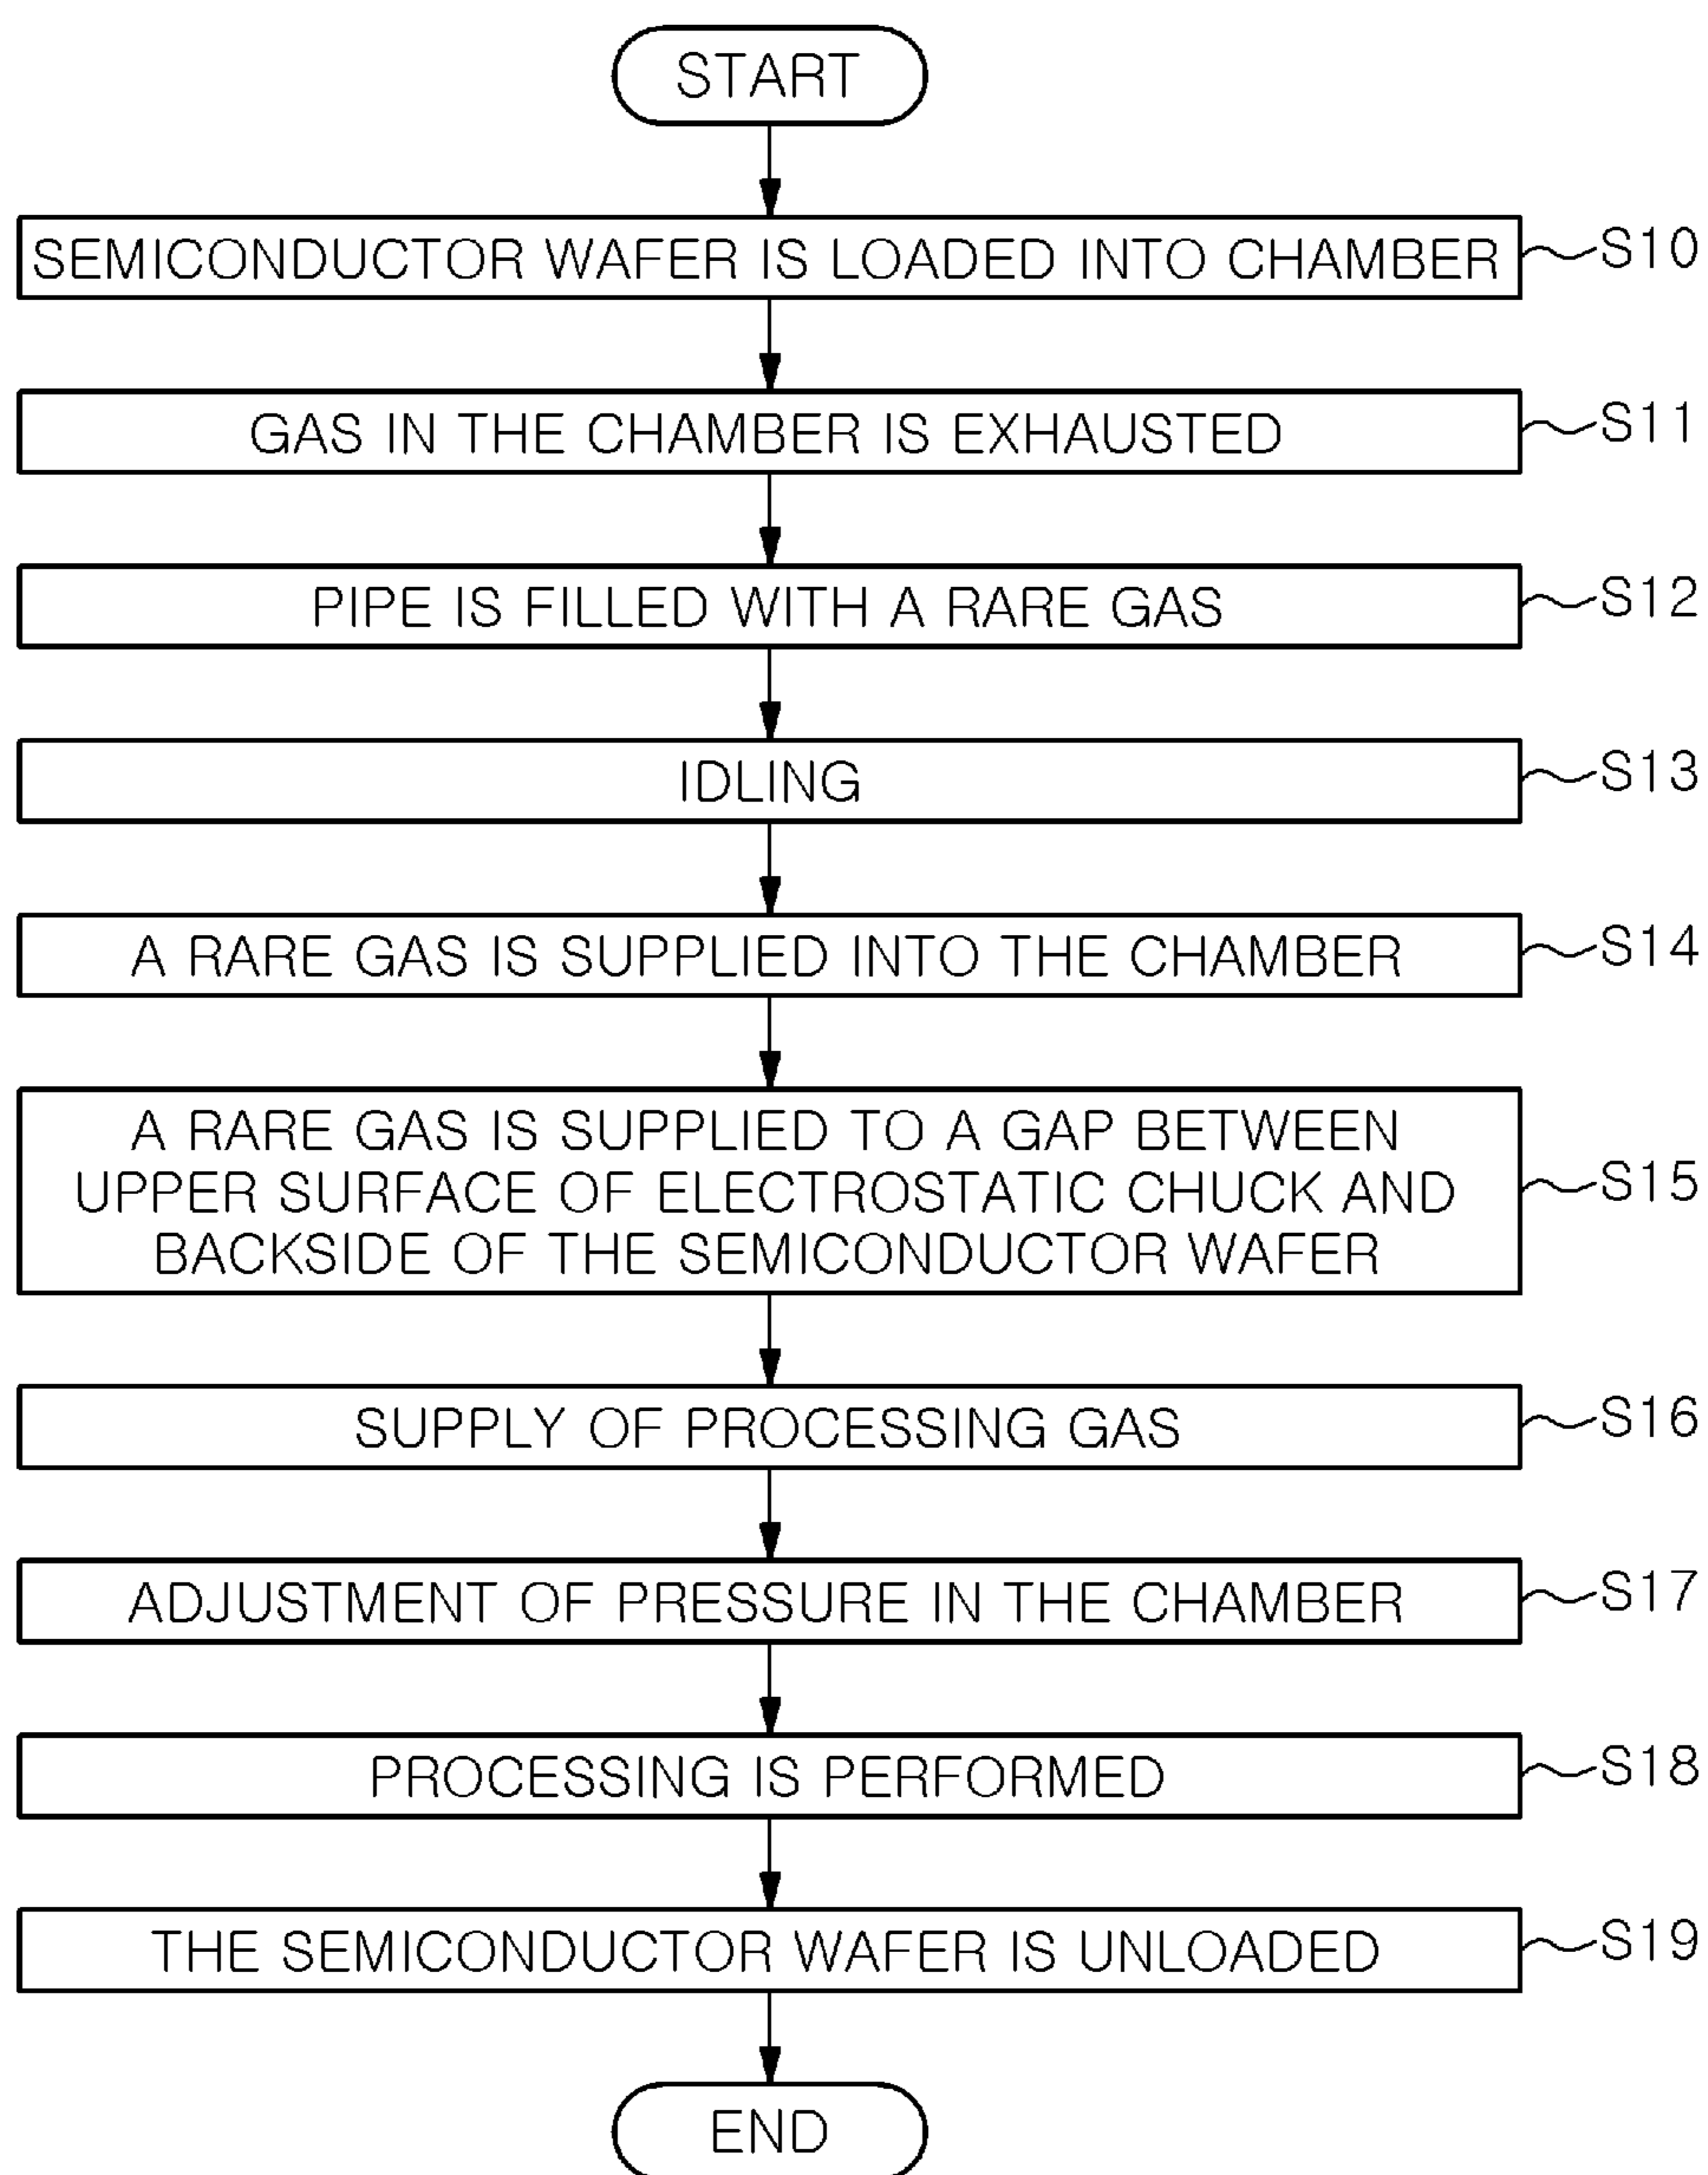 START
SEMICONDUCTOR WAFER IS LOADED INTO CHAMBER
S10
GAS IN THE CHAMBER IS EXHAUSTED
S11
PIPE IS FILLED WITH A RARE GAS
S12
IDLING
S13
A RARE GAS IS SUPPLIED INTO THE CHAMBER
S14
A RARE GAS IS SUPPLIED TO A GAP BETWEEN
UPPER SURFACE OF ELECTROSTATIC CHUCK AND
BACKSIDE OF THE SEMICONDUCTOR WAFER
S15
SUPPLY OF PROCESSING GAS
S16
ADJUSTMENT OF PRESSURE IN THE CHAMBER
S17
PROCESSING IS PERFORMED
S18
THE SEMICONDUCTOR WAFER IS UNLOADED
S19
END